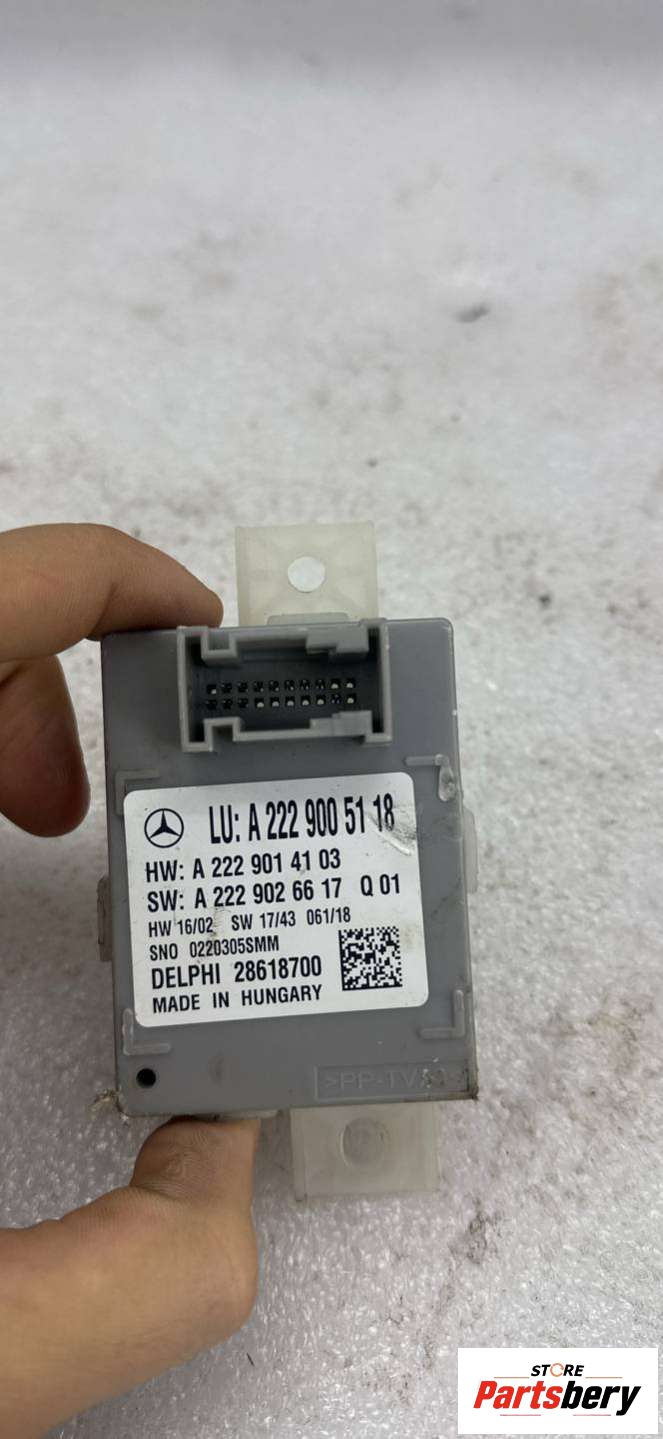 LU: A 222 900 51 18
HW: A 222 901 41 03
SW: A 222 902 66 17 Q 01
HW 16/02 SW 17/43 061/18
SNO 0220305SMM
DELPHI 28618700
MADE IN HUNGARY
STORE
Partsbery